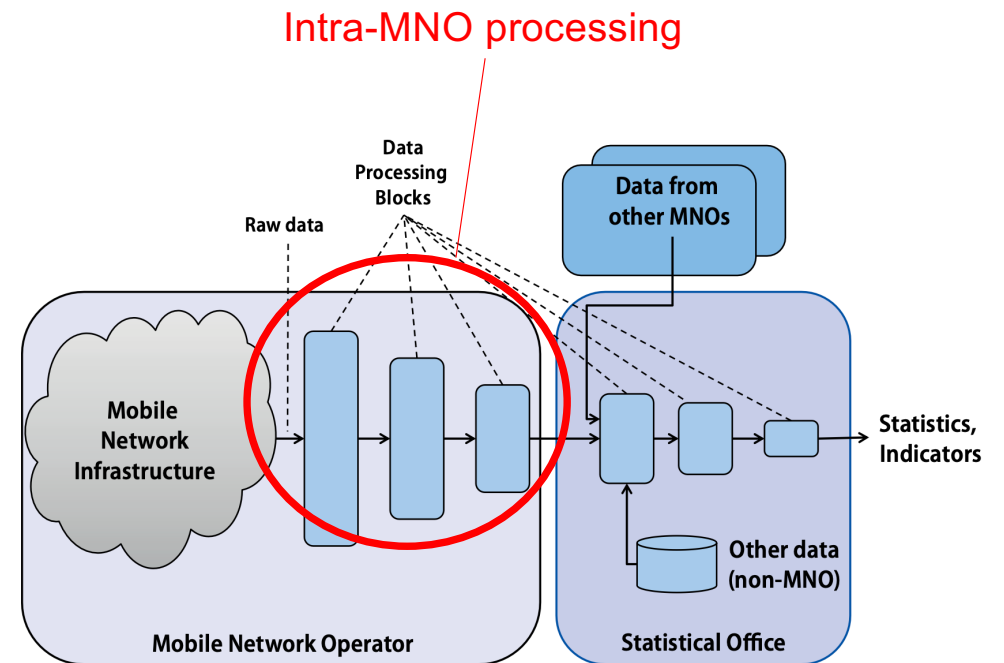 Intra-MNO processing
Data
Processing
Blocks
Raw data
Data from
other MNOs
Mobile
Network
Infrastructure
Statistics,
Indicators
Other data
(non-MNO)
Mobile Network Operator
Statistical Office